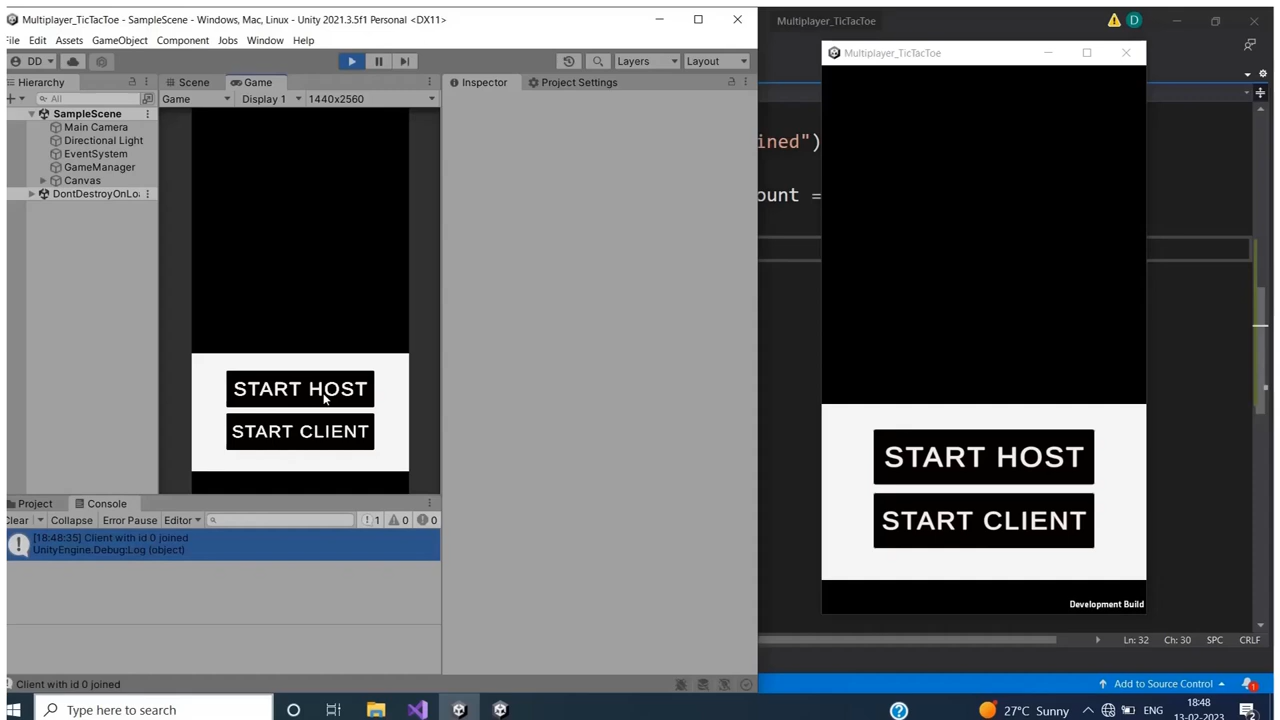 Multiplayer_TicTacToe - SampleScene - Windows, Mac, Linux - Unity 2021.3.5f1 Personal <DX11>
File Edit Assets GameObject Component Jobs Window Help
DD
Layers Layout
Hierarchy
Scene Game
Inspector Project Settings
All
Game Display 1 1440x2560
SampleScene
Main Camera
Directional Light
EventSystem
GameManager
Canvas
DontDestroyOnLoa
START HOST
START CLIENT
Project Console
Clear Collapse Error Pause Editor 1 0 0
[18:48:35] Client with id 0 joined
UnityEngine.Debug:Log (object)
Client with id 0 joined
Multiplayer_TicTacToe D
Multiplayer_TicTacToe
ined")
ount =
START HOST
START CLIENT
Development Build
Ln: 32 Ch: 30 SPC CRLF
Add to Source Control 1
Type here to search
27°C Sunny ENG 18:48
13-02-2023 2